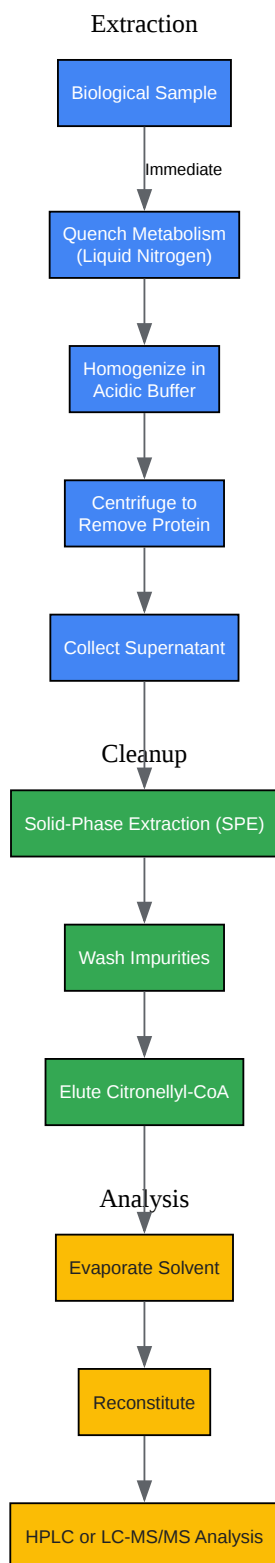 Extraction
Biological Sample
Immediate
Quench Metabolism
(Liquid Nitrogen)
Homogenize in
Acidic Buffer
Centrifuge to
Remove Protein
Collect Supernatant
Cleanup
Solid-Phase Extraction (SPE)
Wash Impurities
Elute Citronellyl-CoA
Analysis
Evaporate Solvent
Reconstitute
HPLC or LC-MS/MS Analysis